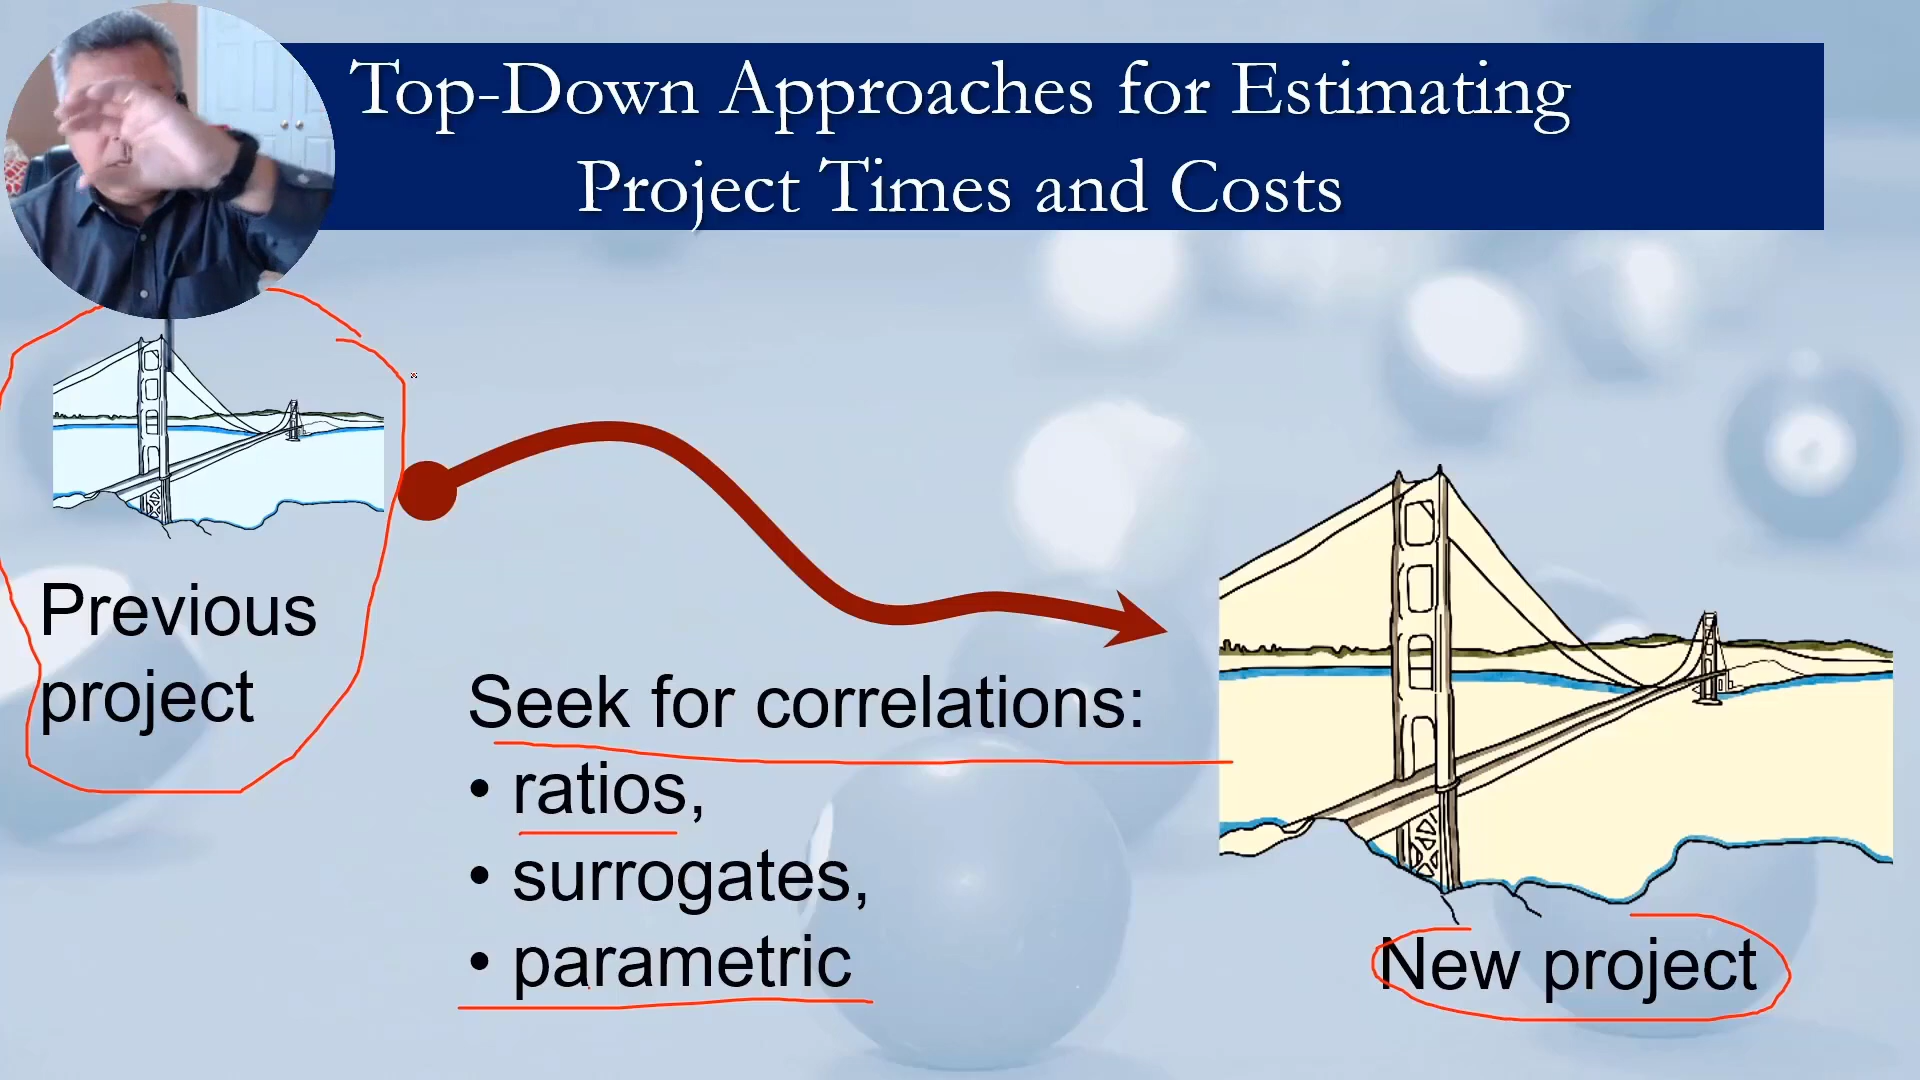 Top-Down Approaches for Estimating
Project Times and Costs
Previous
project
Seek for correlations:
• ratios,
• surrogates,
• parametric
New project